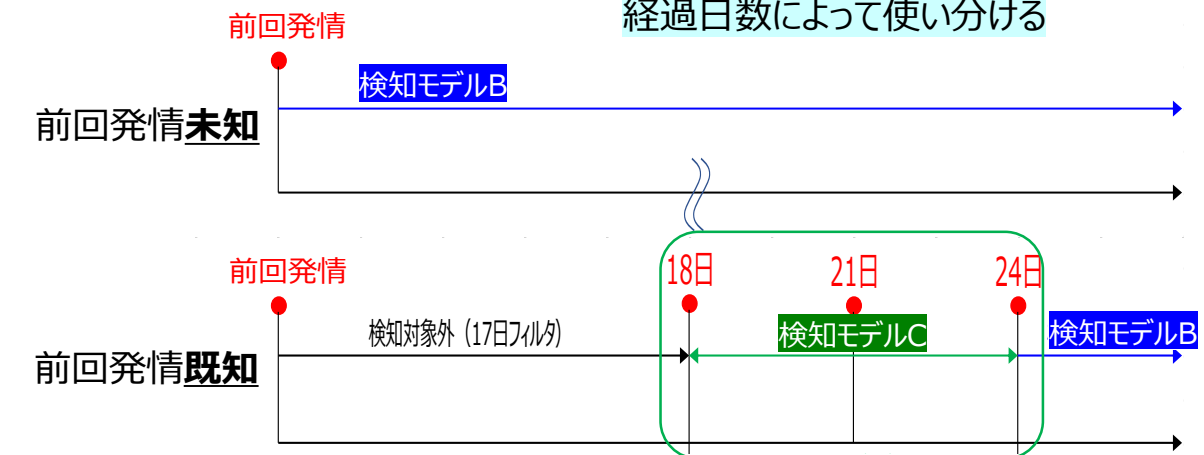 経過日数によって使い分ける
前回発情
検知モデルB
前回発情未知
前回発情
18日
21日
24日
検知対象外（17日フィルタ）
検知モデルC
検知モデルB
前回発情既知